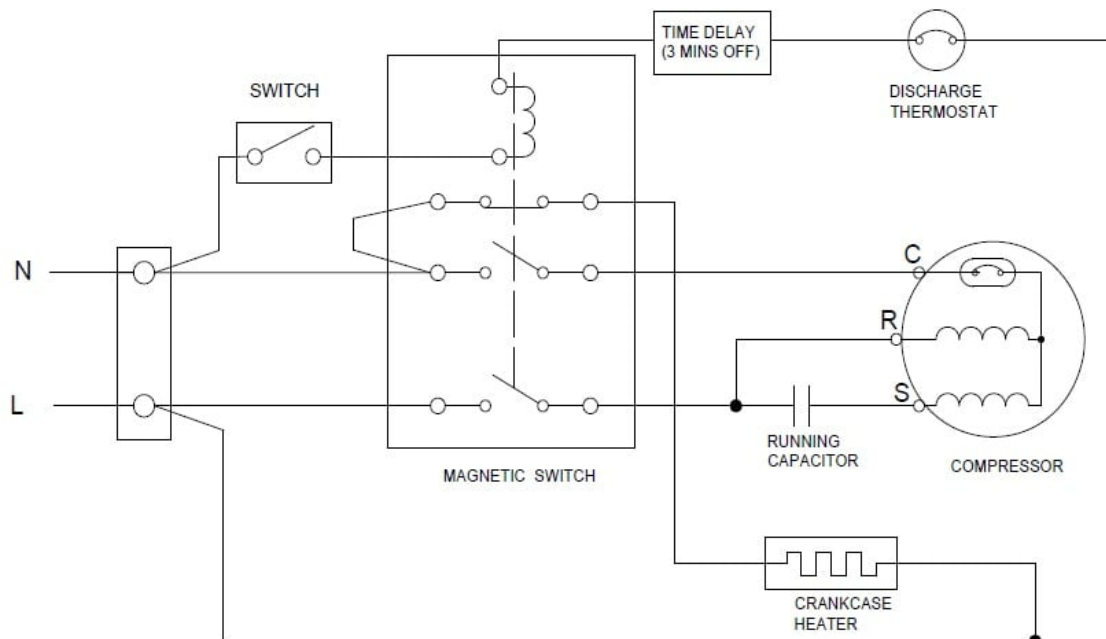 TIME DELAY
(3 MINS OFF)
DISCHARGE
THERMOSTAT
SWITCH
N
C
R
L
S
RUNNING
CAPACITOR
COMPRESSOR
MAGNETIC SWITCH
CRANKCASE
HEATER